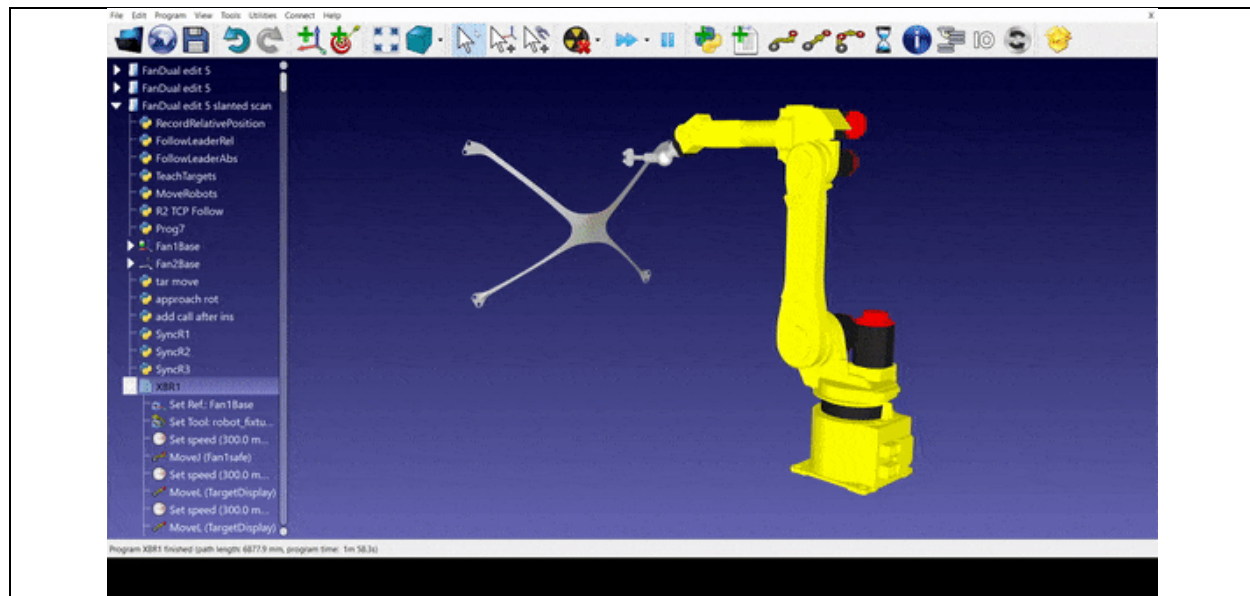 File Edit Program View Tools Utilities Connect Help X
FanDual edit 5
FanDual edit 5
FanDual edit 5 slanted scan
RecordRelativePosition
FollowLeaderRel
FollowLeaderAbs
TeachTargets
MoveRobots
R2 TCP Follow
Prog7
Fan1Base
Fan2Base
tar move
approach rot
add call after ins
SyncR1
SyncR2
SyncR3
XBR1
Set Ref.: Fan1Base
Set Tool: robot_fixtu...
Set speed (300.0 m...
MoveJ (Fan1safe)
Set speed (300.0 m...
MoveL (TargetDisplay)
Set speed (300.0 m...
MoveL (TargetDisplay)
Program XBR1 finished (path length: 6877.9 mm, program time: 1m 58.3s)